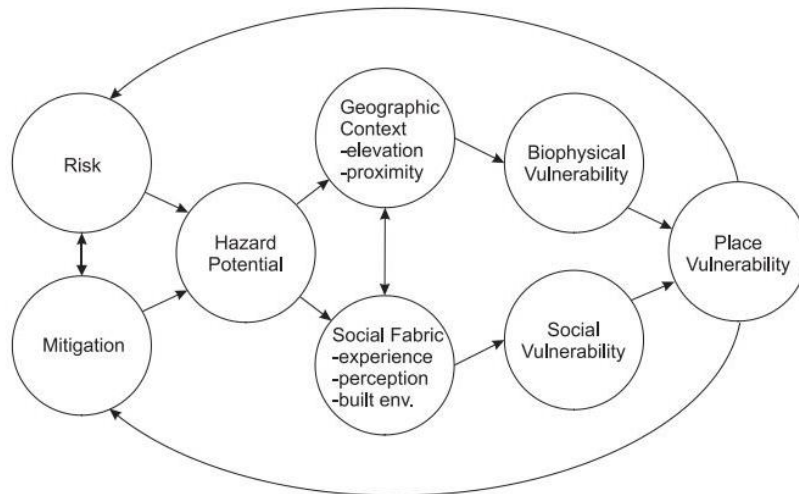 Risk
Mitigation
Hazard
Potential
Geographic
Context
-elevation
-proximity
Social Fabric
-experience
-perception
-built env.
Biophysical
Vulnerability
Social
Vulnerability
Place
Vulnerability